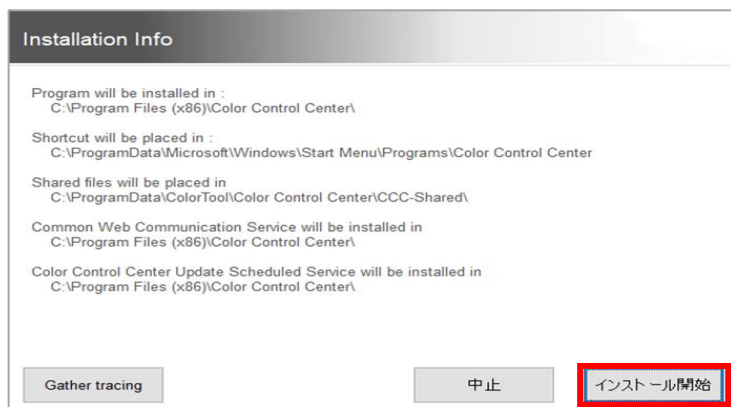 Installation Info
Program will be installed in :
C:\Program Files (x86)\Color Control Center\
Shortcut will be placed in :
C:\ProgramData\Microsoft\Windows\Start Menu\Programs\Color Control Center
Shared files will be placed in
C:\ProgramData\ColorTool\Color Control Center\CCC-Shared\
Common Web Communication Service will be installed in
C:\Program Files (x86)\Color Control Center\
Color Control Center Update Scheduled Service will be installed in
C:\Program Files (x86)\Color Control Center\
Gather tracing
中止
インストール開始